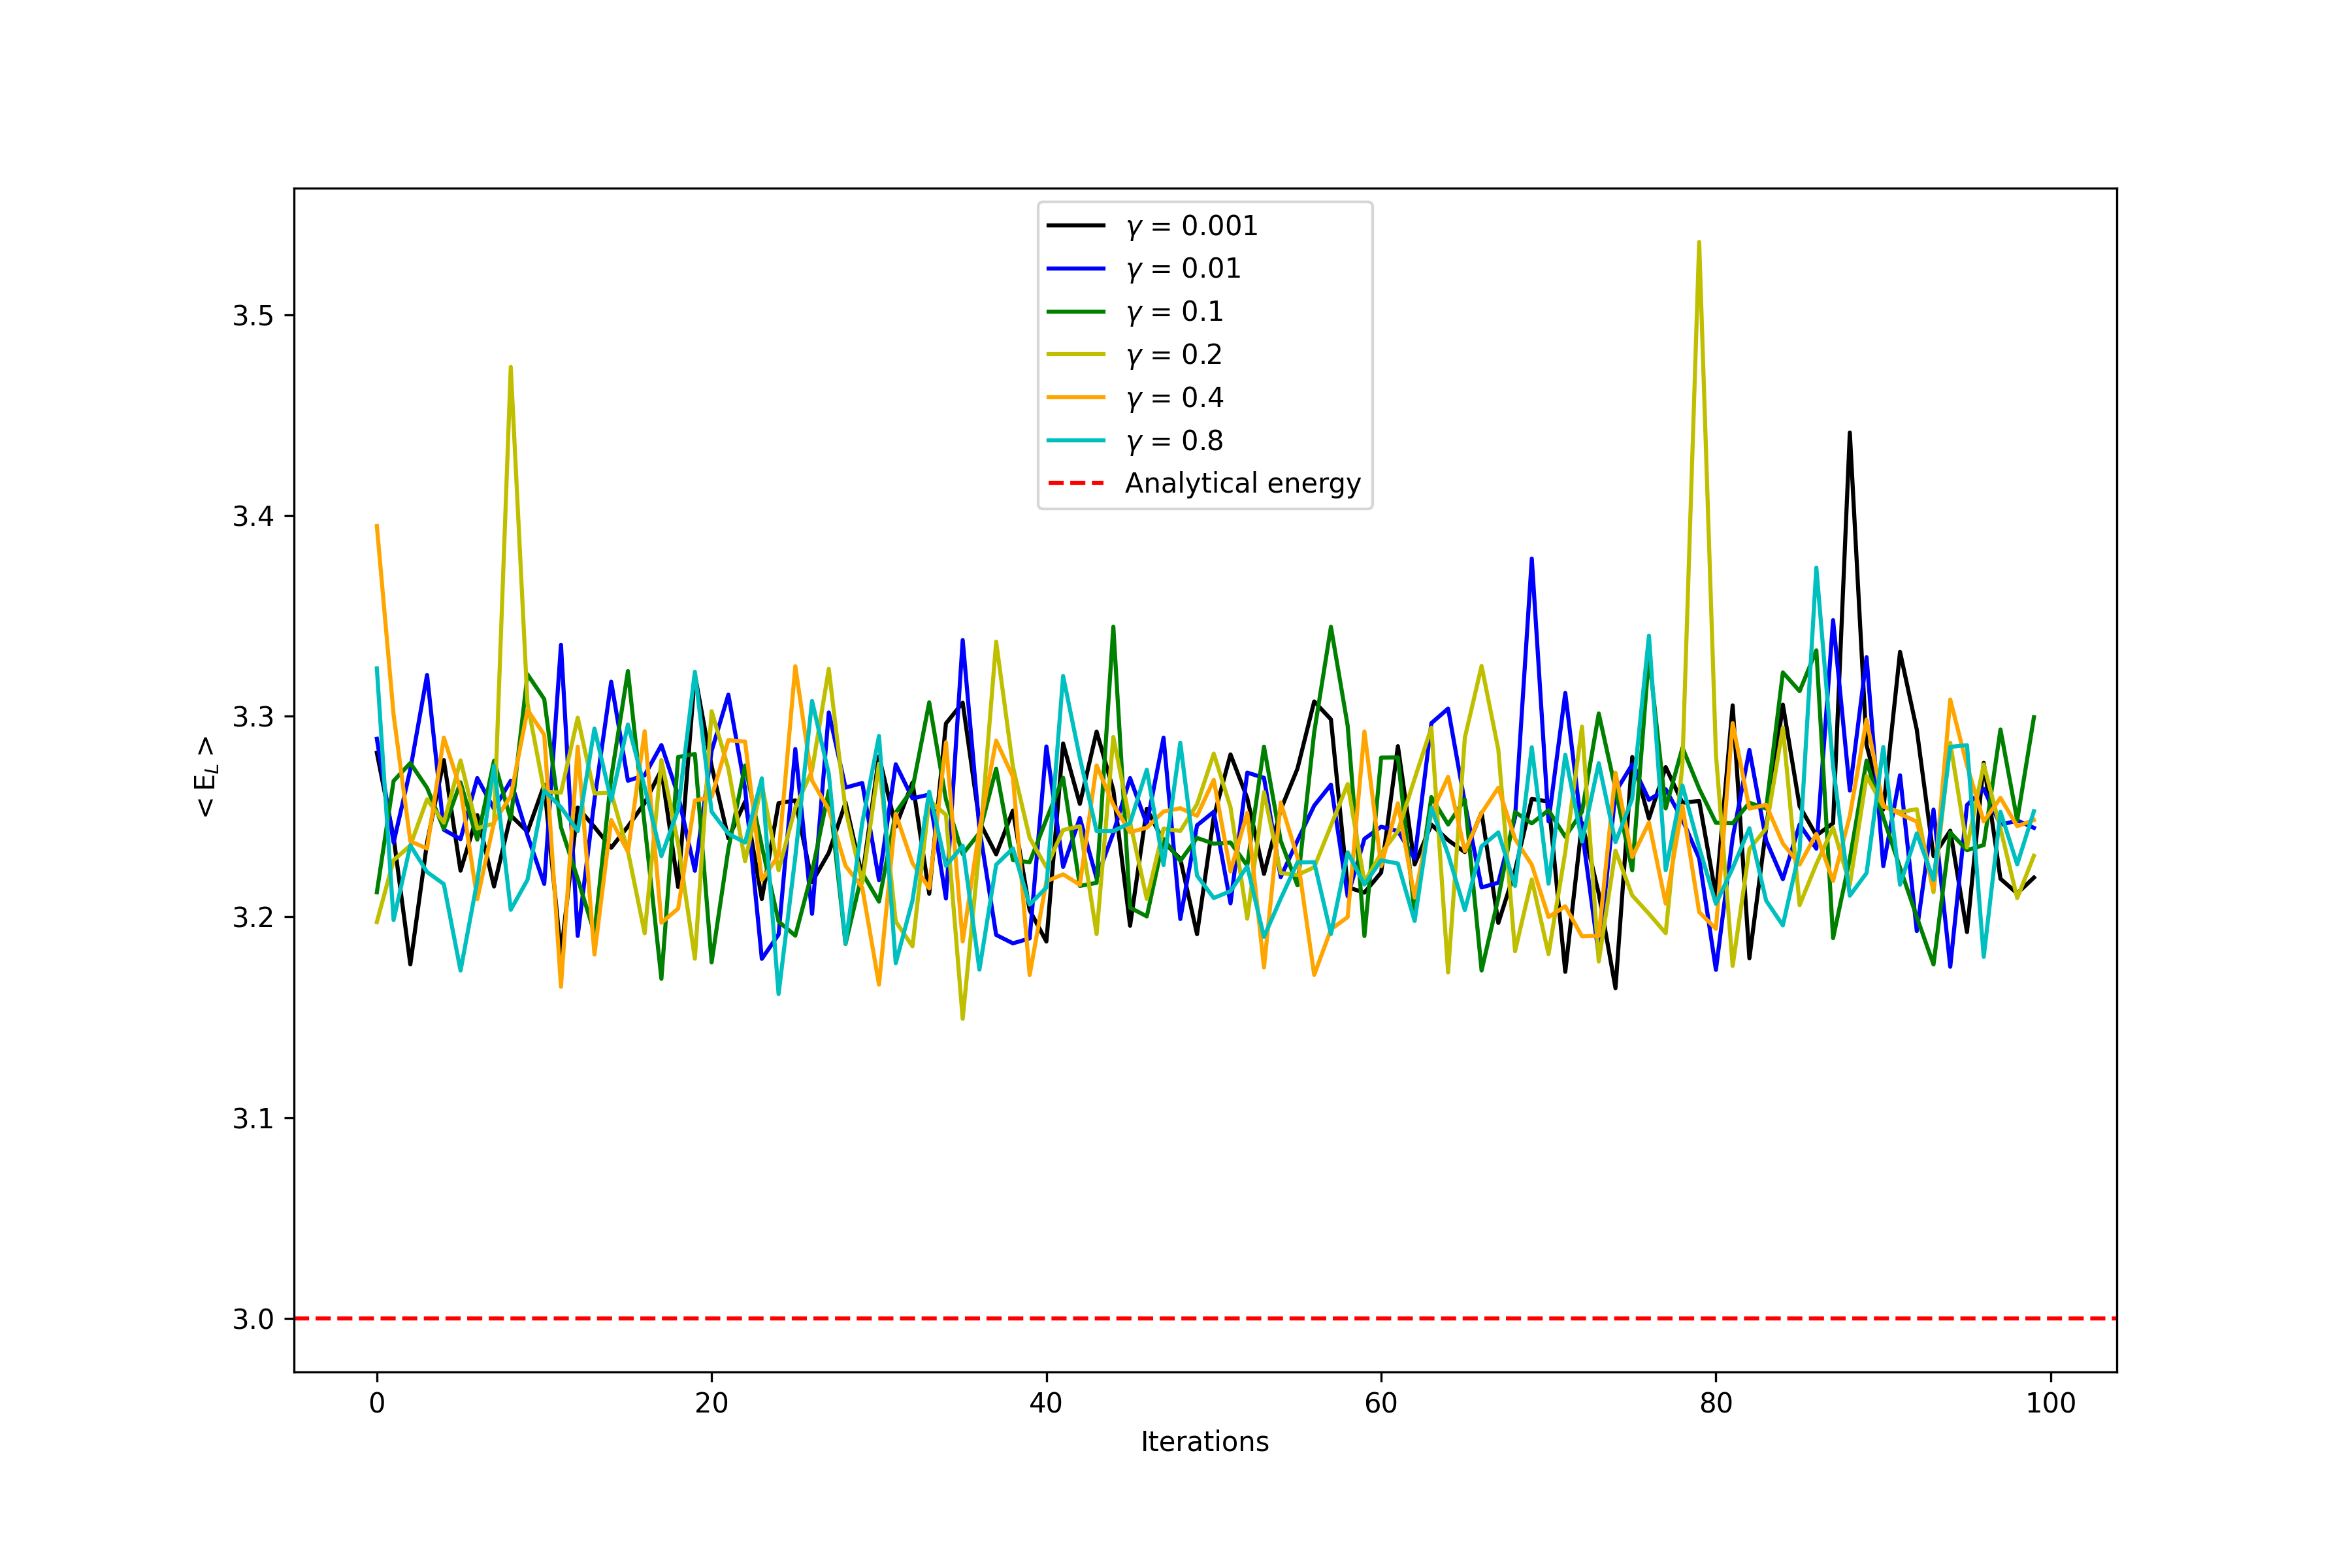 γ = 0.001
γ = 0.01
γ = 0.1
γ = 0.2
γ = 0.4
γ = 0.8
Analytical energy
3.5
3.4
3.3
3.2
3.1
3.0
< E_L >
0 20 40 60 80 100
Iterations